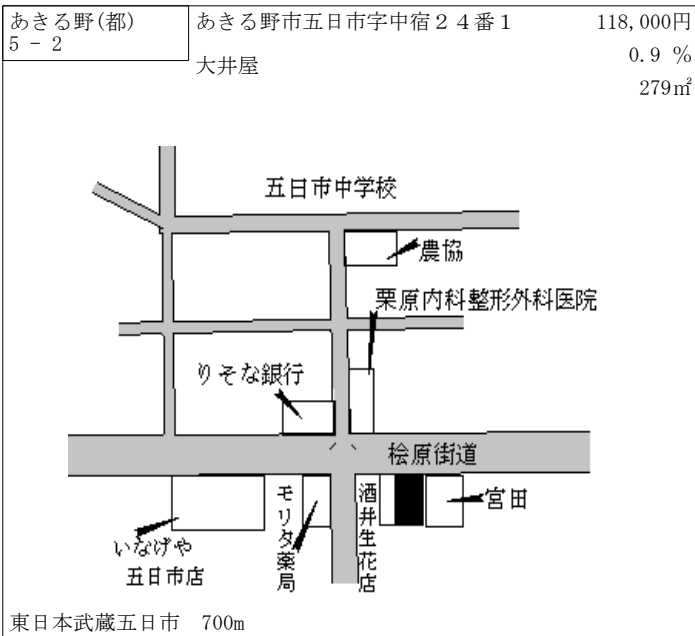 あきる野(都)
5 - 2
あきる野市五日市字中宿２４番１
大井屋
118,000円
0.9 %
279㎡
五日市中学校
農協
栗原内科整形外科医院
りそな銀行
桧原街道
いなげや
五日市店
モリタ薬局
酒井生花店
宮田
東日本武蔵五日市 700m